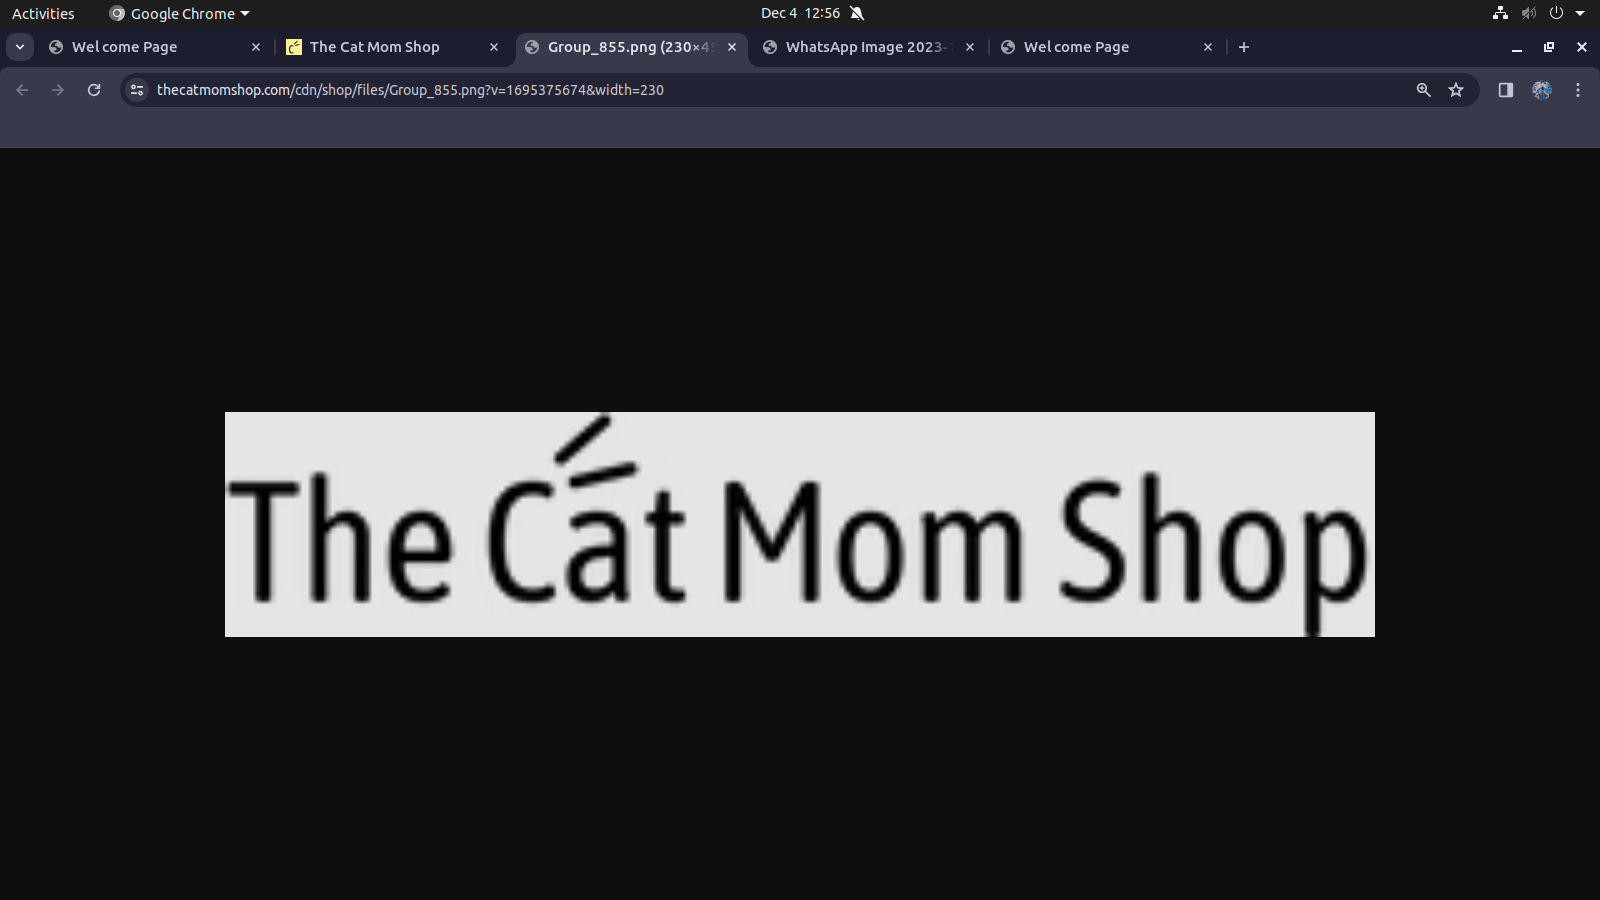 Activities Google Chrome Dec 4 12:56
Wel come Page The Cat Mom Shop Group_855.png (230×45 WhatsApp Image 2023- Wel come Page
thecatmomshop.com/cdn/shop/files/Group_855.png?v=1695375674&width=230
The Cat Mom Shop